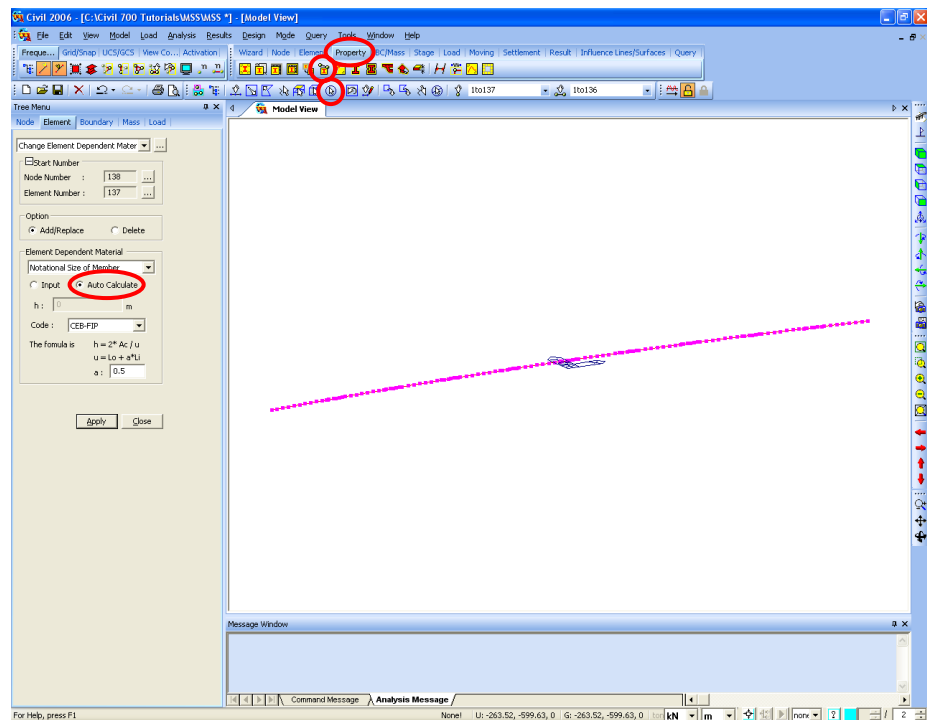 Civil 2006 - [C:\Civil 700 Tutorials\MSS\MSS *] - [Model View]
File Edit View Model Load Analysis Results Design Mode Query Tools Window Help
Freque... Grid/Snap UCS/GCS View Co... Activation
Wizard Node Elemen Property BC/Mass Stage Load Moving Settlement Result Influence Lines/Surfaces Query
1to137
1to136
Tree Menu
Model View
Node Element Boundary Mass Load
Change Element Dependent Mater
...
Start Number
Node Number : 138 ...
Element Number : 137 ...
Option
Add/Replace Delete
Element Dependent Material
Notational Size of Member
Input Auto Calculate
h : 0 m
Code : CEB-FIP
The fomula is h = 2* Ac / u
u = Lo + a*Li
a : 0.5
Apply Close
Message Window
Command Message Analysis Message
For Help, press F1
None! U: -263.52, -599.63, 0 G: -263.52, -599.63, 0 kN m none ? / 2